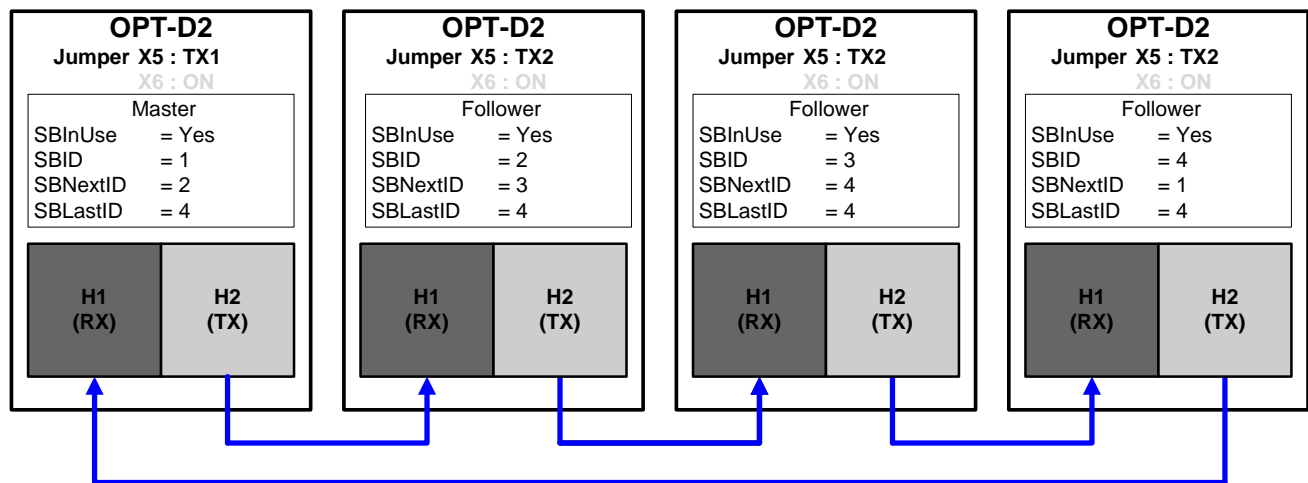 OPT-D2
Jumper X5 : TX1
X6 : ON
Master
SBInUse = Yes
SBID = 1
SBNextID = 2
SBLastID = 4
H1 (RX)
H2 (TX)
OPT-D2
Jumper X5 : TX2
X6 : ON
Follower
SBInUse = Yes
SBID = 2
SBNextID = 3
SBLastID = 4
H1 (RX)
H2 (TX)
OPT-D2
Jumper X5 : TX2
X6 : ON
Follower
SBInUse = Yes
SBID = 3
SBNextID = 4
SBLastID = 4
H1 (RX)
H2 (TX)
OPT-D2
Jumper X5 : TX2
X6 : ON
Follower
SBInUse = Yes
SBID = 4
SBNextID = 1
SBLastID = 4
H1 (RX)
H2 (TX)